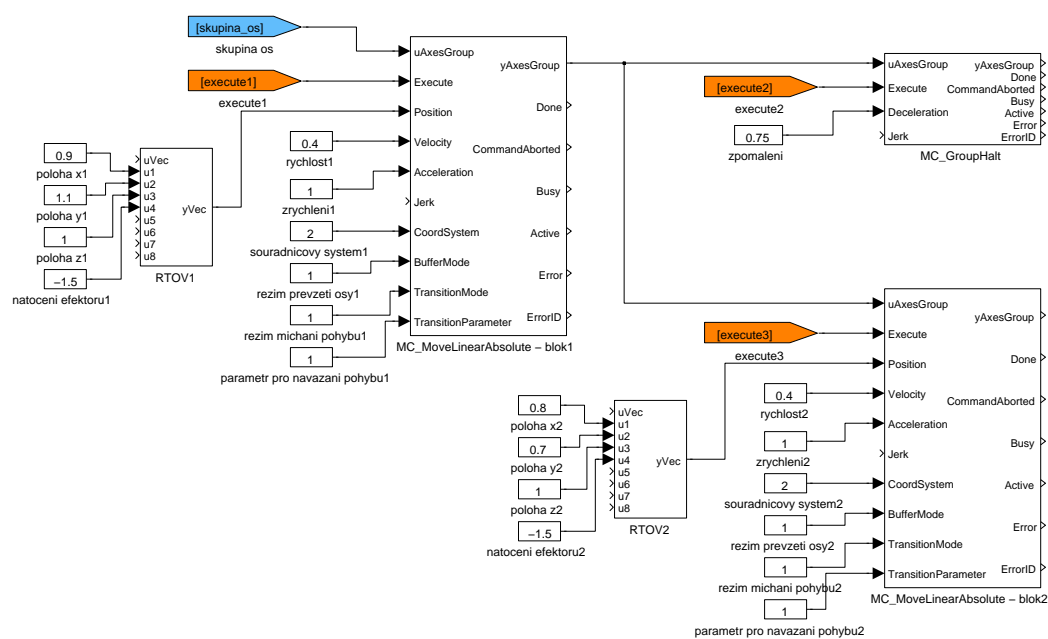 [skupina_os]
skupina os
[execute1]
execute1
0.9
poloha x1
1.1
poloha y1
1
poloha z1
−1.5
natoceni efektoru1
uVec
u1
u2
u3
u4
u5
u6
u7
u8
yVec
RTOV1
0.4
rychlost1
1
zrychleni1
2
souradnicovy system1
1
rezim prevzeti osy1
1
rezim michani pohybu1
1
parametr pro navazani pohybu1
uAxesGroup
Execute
Position
Velocity
Acceleration
Jerk
CoordSystem
BufferMode
TransitionMode
TransitionParameter
yAxesGroup
Done
CommandAborted
Busy
Active
Error
ErrorID
MC_MoveLinearAbsolute − blok1
[execute2]
execute2
0.75
zpomaleni
uAxesGroup
Execute
Deceleration
Jerk
yAxesGroup
Done
CommandAborted
Busy
Active
Error
ErrorID
MC_GroupHalt
[execute3]
execute3
0.8
poloha x2
0.7
poloha y2
1
poloha z2
−1.5
natoceni efektoru2
uVec
u1
u2
u3
u4
u5
u6
u7
u8
yVec
RTOV2
0.4
rychlost2
1
zrychleni2
2
souradnicovy system2
1
rezim prevzeti osy2
1
rezim michani pohybu2
1
parametr pro navazani pohybu2
uAxesGroup
Execute
Position
Velocity
Acceleration
Jerk
CoordSystem
BufferMode
TransitionMode
TransitionParameter
yAxesGroup
Done
CommandAborted
Busy
Active
Error
ErrorID
MC_MoveLinearAbsolute − blok2